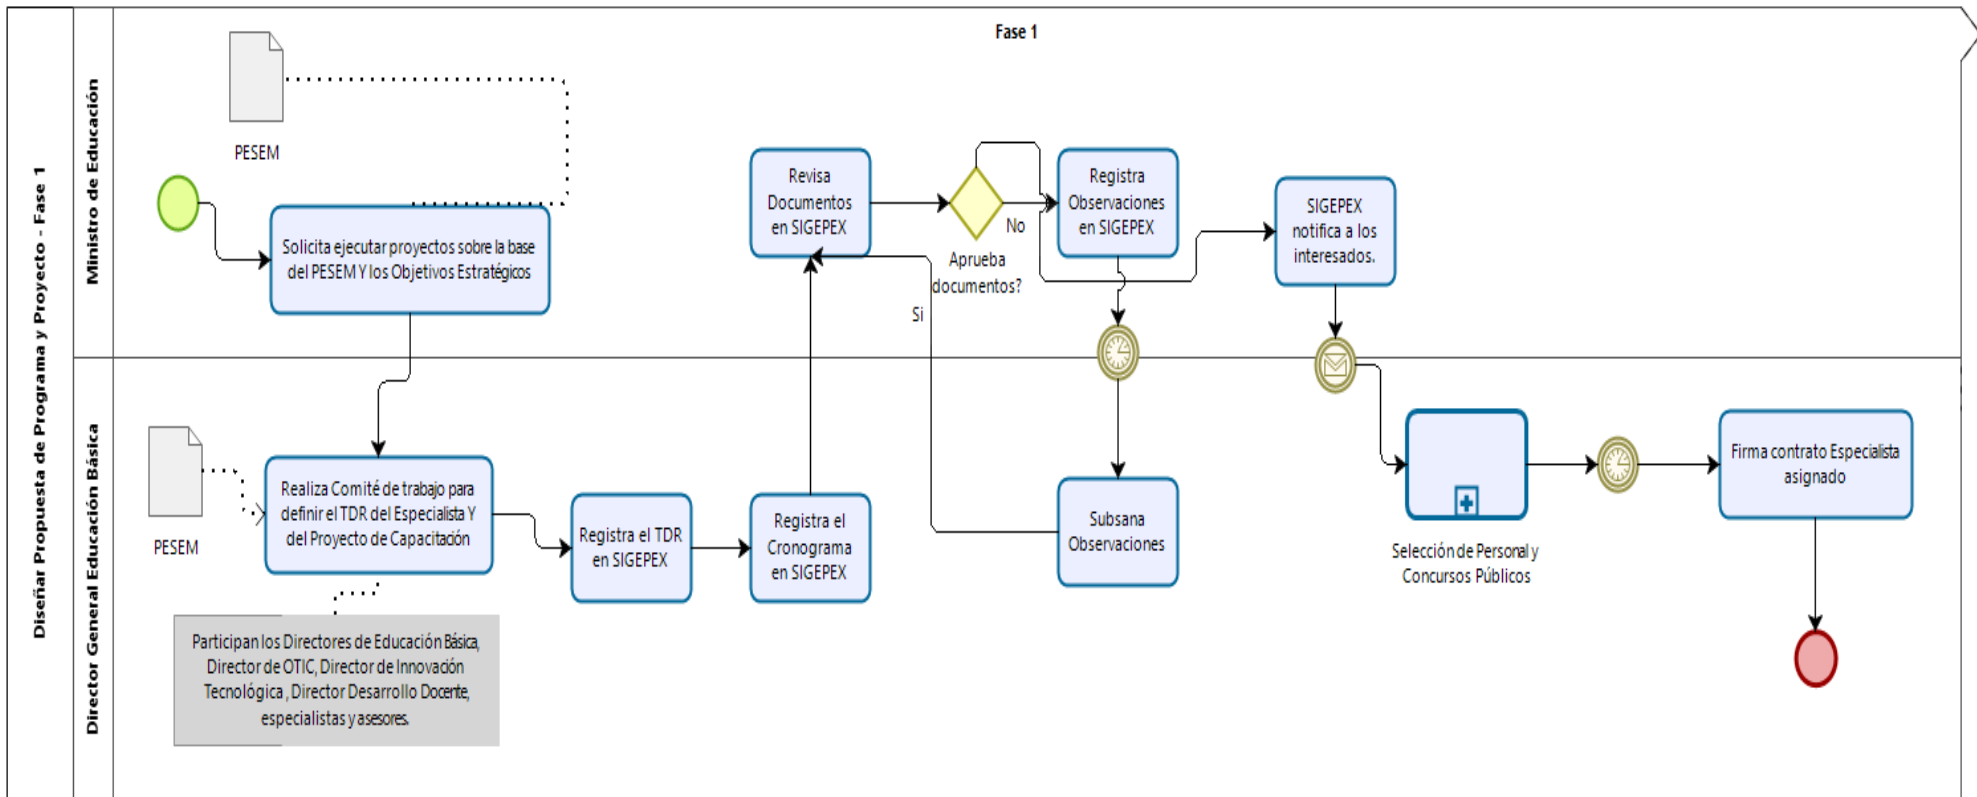 Diseñar Propuesta de Programa y Proyecto - Fase 1
Fase 1
Ministro de Educación
PESEM
Solicita ejecutar proyectos sobre la base
del PESEM Y los Objetivos Estratégicos
Revisa
Documentos
en SIGEPEX
Aprueba
documentos?
No
Si
Registra
Observaciones
en SIGEPEX
SIGEPEX
notifica a los
interesados.
Director General Educación Básica
PESEM
Realiza Comité de trabajo para
definir el TDR del Especialista Y
del Proyecto de Capacitación
Participan los Directores de Educación Básica,
Director de OTIC, Director de Innovación
Tecnológica , Director Desarrollo Docente,
especialistas y asesores.
Registra el TDR
en SIGEPEX
Registra el
Cronograma
en SIGEPEX
Subsana
Observaciones
Selección de Personal y
Concursos Públicos
Firma contrato Especialista
asignado